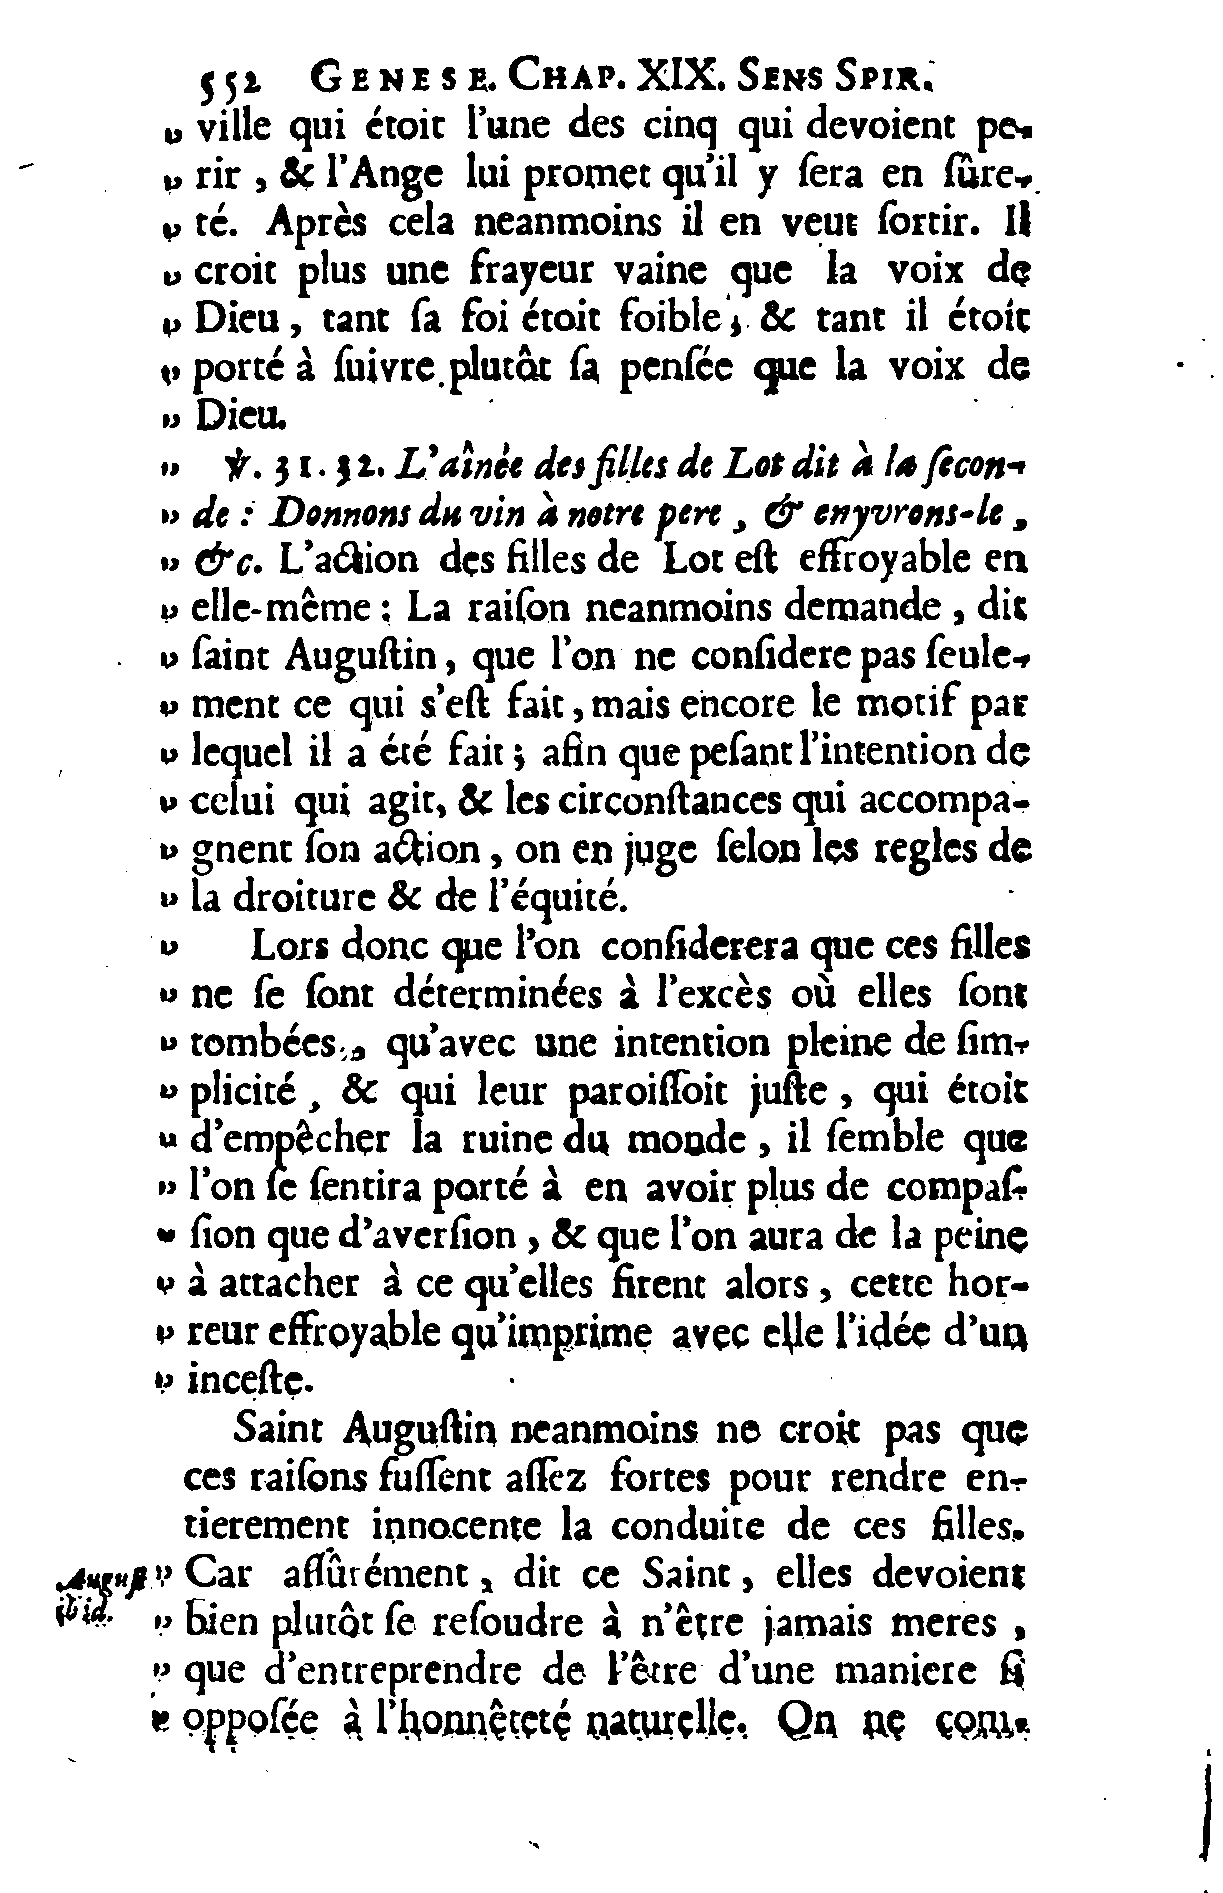 552 GENESE. CHAP. XIX. SENS SPIR.
„ ville qui étoit l'une des cinq qui devoient pe-
„ rir , & l'Ange lui promet qu'il y ſera en ſûre-
„ té. Après cela neanmoins il en veut ſortir. Il
„ croit plus une frayeur vaine que la voix de
„ Dieu, tant ſa foi étoit foible ; & tant il étoit
„ porté à ſuivre plutôt ſa penſée que la voix de
„ Dieu.
„ ℣. 31. 32. L'aînée des filles de Lot dit à la ſecon-
„ de : Donnons du vin à notre pere , & enyvrons-le ,
„ &c. L'action des filles de Lot eſt effroyable en
„ elle-même : La raiſon neanmoins demande , dit
„ ſaint Auguſtin, que l'on ne conſidere pas ſeule-
„ ment ce qui s'eſt fait, mais encore le motif par
„ lequel il a été fait ; afin que peſant l'intention de
„ celui qui agit, & les circonſtances qui accompa-
„ gnent ſon action , on en juge ſelon les regles de
„ la droiture & de l'équité.
„ Lors donc que l'on conſiderera que ces filles
„ ne ſe ſont déterminées à l'excès où elles ſont
„ tombées , qu'avec une intention pleine de ſim-
„ plicité , & qui leur paroiſſoit juſte , qui étoit
„ d'empêcher la ruine du monde , il ſemble que
„ l'on ſe ſentira porté à en avoir plus de compaſ-
„ ſion que d'averſion , & que l'on aura de la peine
„ à attacher à ce qu'elles firent alors , cette hor-
„ reur effroyable qu'imprime avec elle l'idée d'un
„ inceſte.
Saint Auguſtin neanmoins ne croit pas que
ces raiſons fuſſent aſſez fortes pour rendre en-
tierement innocente la conduite de ces filles.
Auguſt „ Car aſſûrément , dit ce Saint , elles devoient
ibid. „ bien plutôt ſe reſoudre à n'être jamais meres ,
„ que d'entreprendre de l'être d'une maniere ſi
„ oppoſée à l'honnêteté naturelle. On ne com-